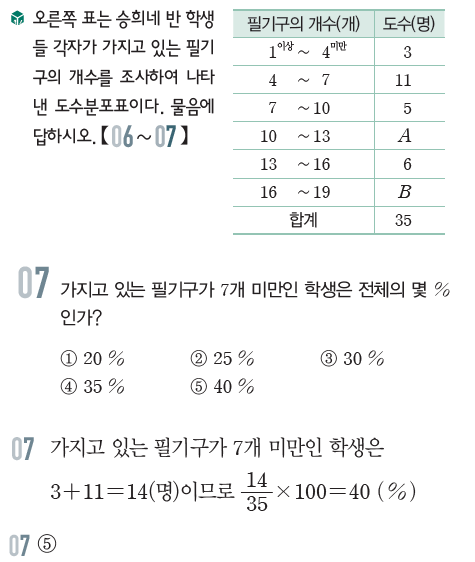 오른쪽 표는 승희네 반 학생
들 각자가 가지고 있는 필기
구의 개수를 조사하여 나타
낸 도수분포표이다. 물음에
답하시오.【06~07】
필기구의 개수(개) 도수(명)
1이상 ~ 4미만 3
4 ~ 7 11
7 ~ 10 5
10 ~ 13 A
13 ~ 16 6
16 ~ 19 B
합계 35
07 가지고 있는 필기구가 7개 미만인 학생은 전체의 몇 %
인가?
① 20 % ② 25 % ③ 30 %
④ 35 % ⑤ 40 %
07 가지고 있는 필기구가 7개 미만인 학생은
3+11=14(명)이므로 14/35 ×100=40 (%)
07 ⑤